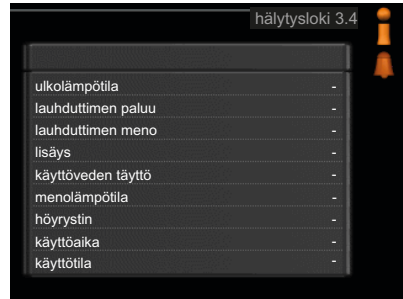 hälytysloki 3.4
ulkolämpötila -
lauhduttimen paluu -
lauhduttimen meno -
lisäys -
käyttöveden täyttö -
menolämpötila -
höyrystin -
käyttöaika -
käyttötila -